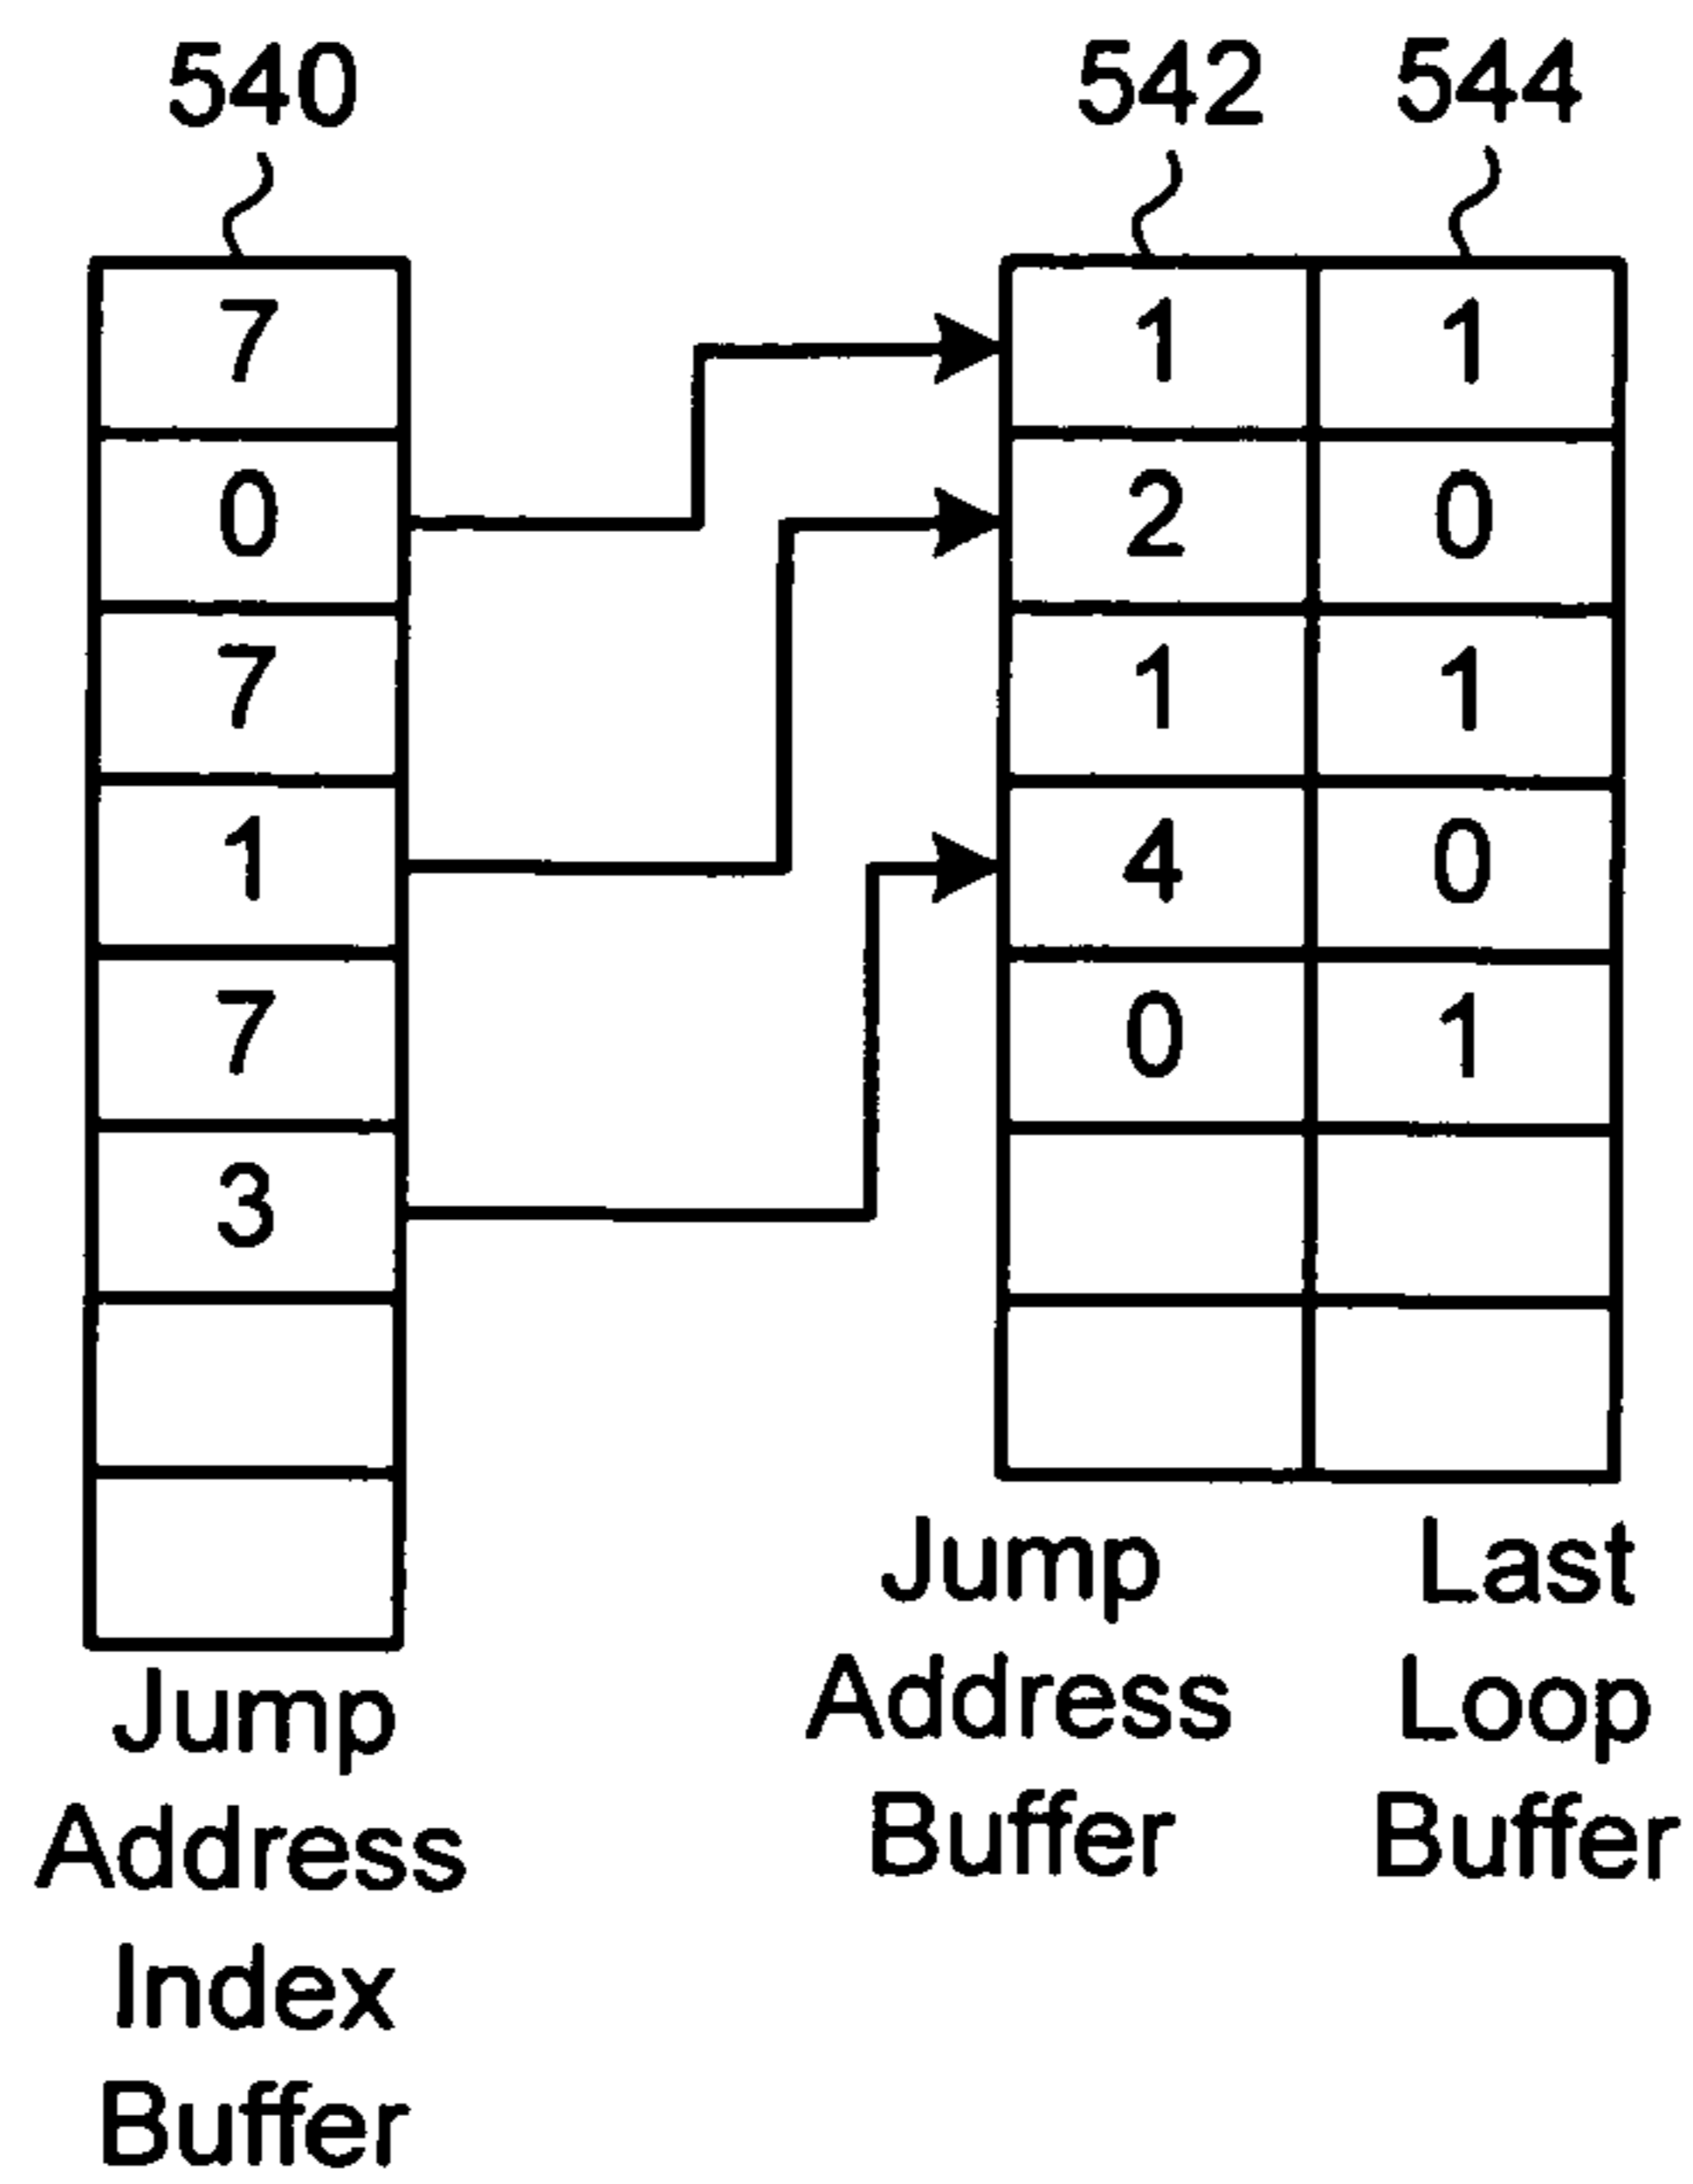 540 542 544
7 1 1
0 2 0
7 1 1
1 4 0
7 0 1
3
Jump
Address
Index
Buffer
Jump
Address
Buffer
Last
Loop
Buffer